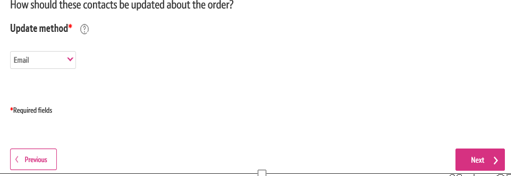 How should these contacts be updated about the order?
Update method*
Email
*Required fields
Previous
Next